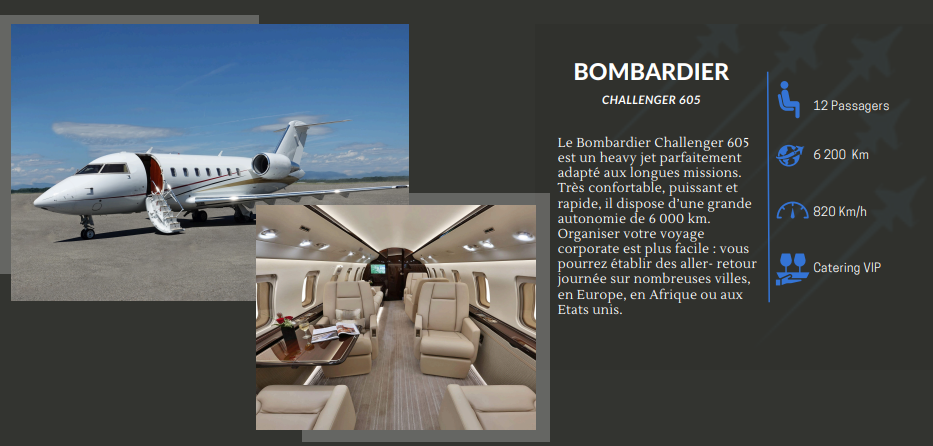 BOMBARDIER
CHALLENGER 605
Le Bombardier Challenger 605
est un heavy jet parfaitement
adapté aux longues missions.
Très confortable, puissant et
rapide, il dispose d'une grande
autonomie de 6 000 km.
Organiser votre voyage
corporate est plus facile : vous
pourrez établir des aller- retour
journée sur nombreuses villes,
en Europe, en Afrique ou aux
Etats unis.
12 Passagers
6 200 Km
820 Km/h
Catering VIP